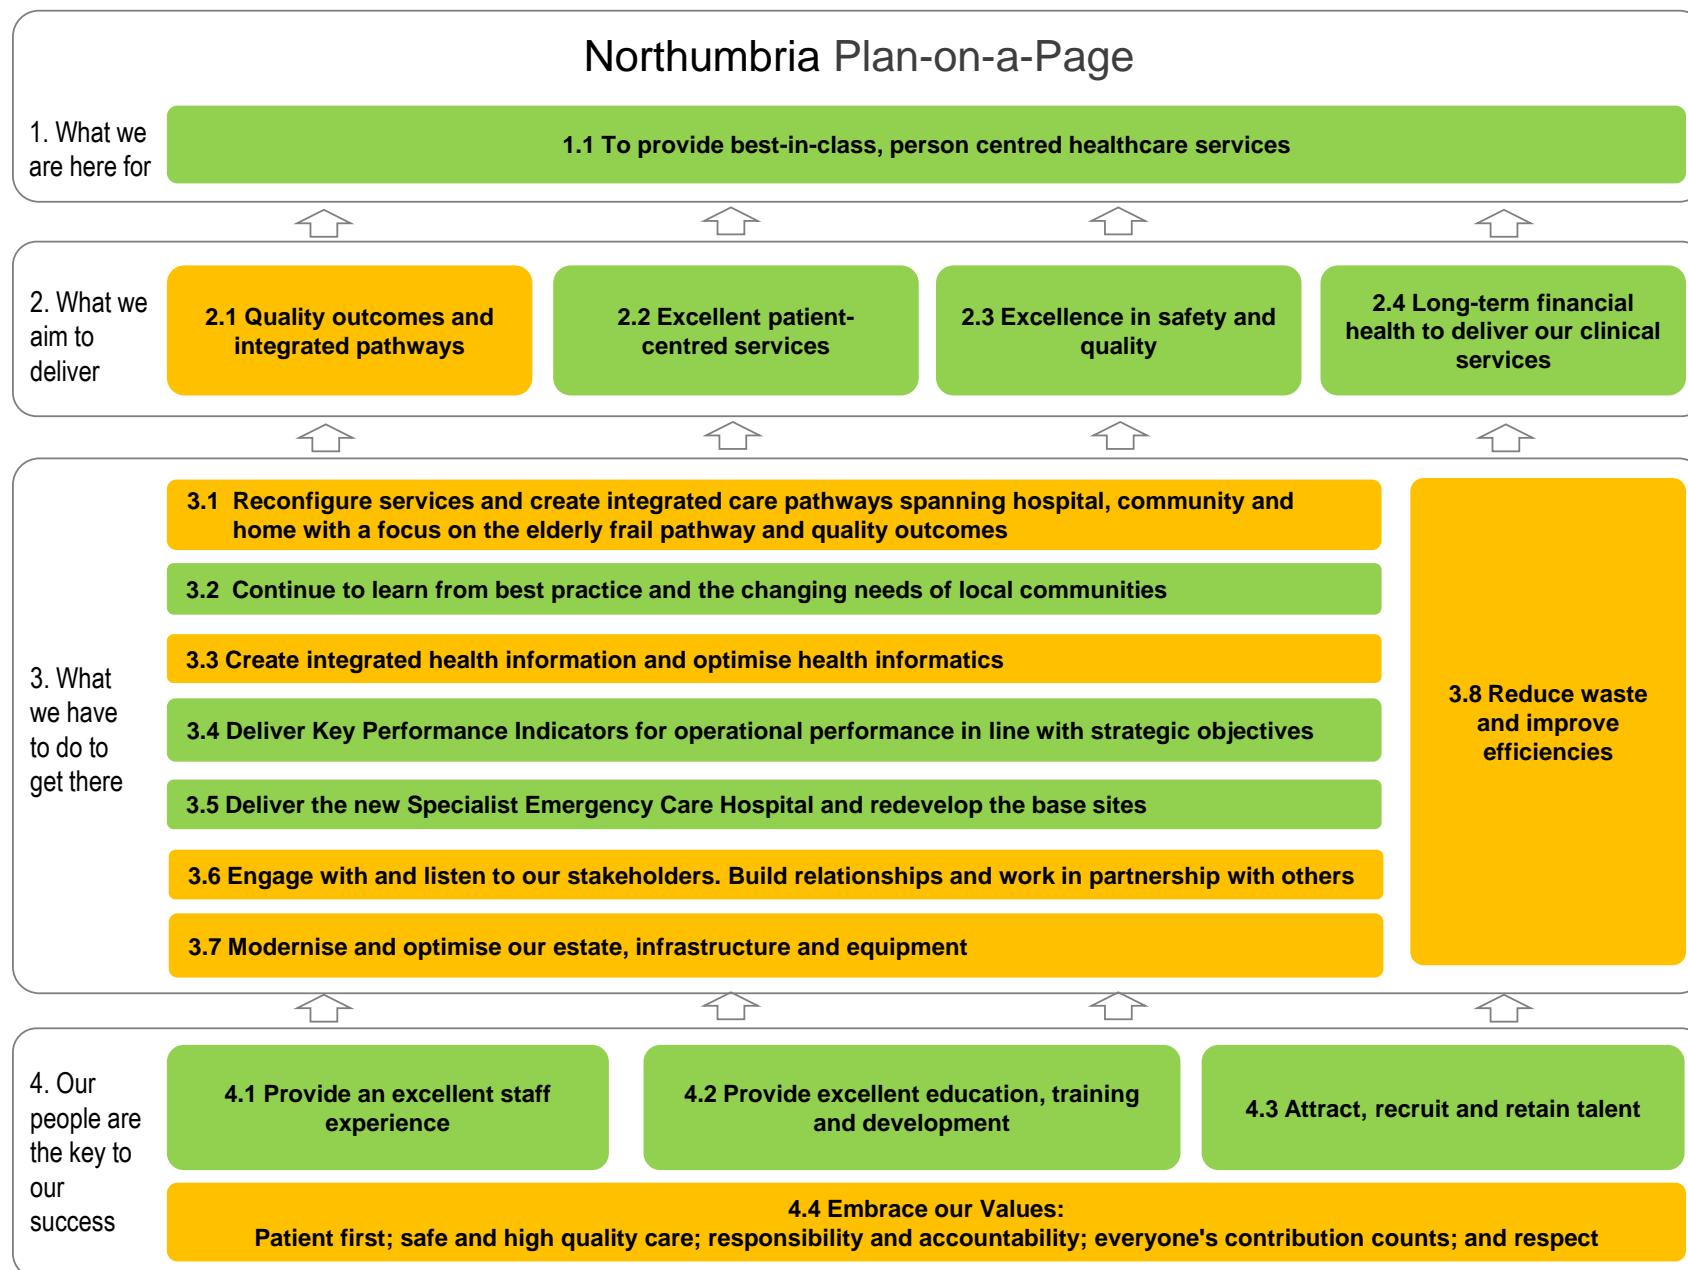 Northumbria Plan-on-a-Page
1. What we
are here for
1.1 To provide best-in-class, person centred healthcare services
2. What we
aim to
deliver
2.1 Quality outcomes and
integrated pathways
2.2 Excellent patient-
centred services
2.3 Excellence in safety and
quality
2.4 Long-term financial
health to deliver our clinical
services
3. What
we have
to do to
get there
3.1 Reconfigure services and create integrated care pathways spanning hospital, community and
home with a focus on the elderly frail pathway and quality outcomes
3.2 Continue to learn from best practice and the changing needs of local communities
3.3 Create integrated health information and optimise health informatics
3.4 Deliver Key Performance Indicators for operational performance in line with strategic objectives
3.5 Deliver the new Specialist Emergency Care Hospital and redevelop the base sites
3.6 Engage with and listen to our stakeholders. Build relationships and work in partnership with others
3.7 Modernise and optimise our estate, infrastructure and equipment
3.8 Reduce waste
and improve
efficiencies
4. Our
people are
the key to
our
success
4.1 Provide an excellent staff
experience
4.2 Provide excellent education, training
and development
4.3 Attract, recruit and retain talent
4.4 Embrace our Values:
Patient first; safe and high quality care; responsibility and accountability; everyone's contribution counts; and respect